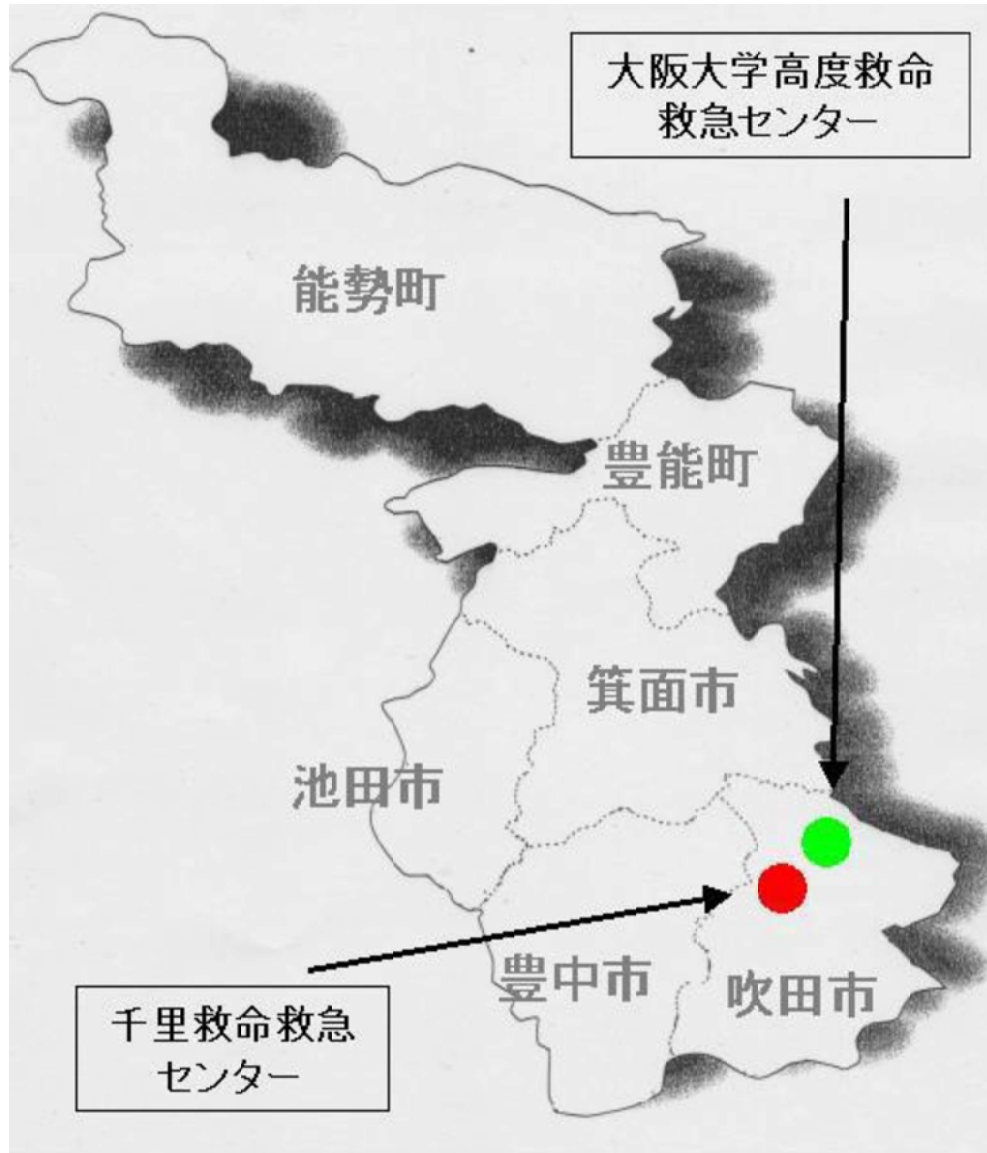 大阪大学高度救命
救急センター
能勢町
豊能町
箕面市
池田市
豊中市
吹田市
千里救命救急
センター